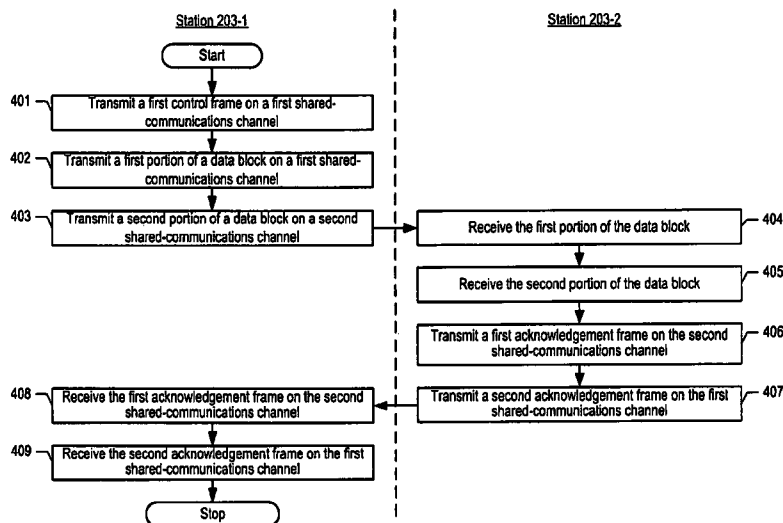 Station 203-1
Station 203-2
Start
401
Transmit a first control frame on a first shared-
communications channel
402
Transmit a first portion of a data block on a first shared-
communications channel
403
Transmit a second portion of a data block on a second
shared-communications channel
404
Receive the first portion of the data block
405
Receive the second portion of the data block
406
Transmit a first acknowledgement frame on the second
shared-communications channel
407
Transmit a second acknowledgement frame on the first
shared-communications channel
408
Receive the first acknowledgement frame on the second
shared-communications channel
409
Receive the second acknowledgement frame on the first
shared-communications channel
Stop